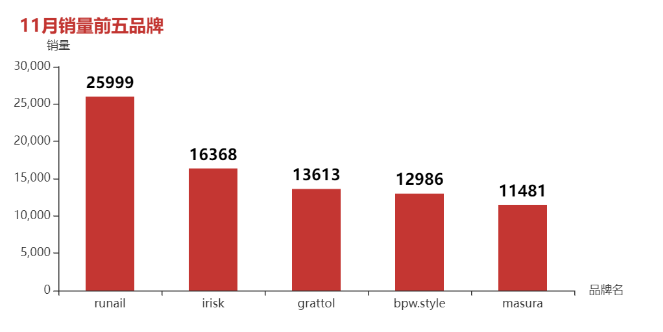 11月销量前五品牌
销量
30,000
25,000
20,000
15,000
10,000
5,000
0
25999
16368
13613
12986
11481
runail
irisk
grattol
bpw.style
masura
品牌名